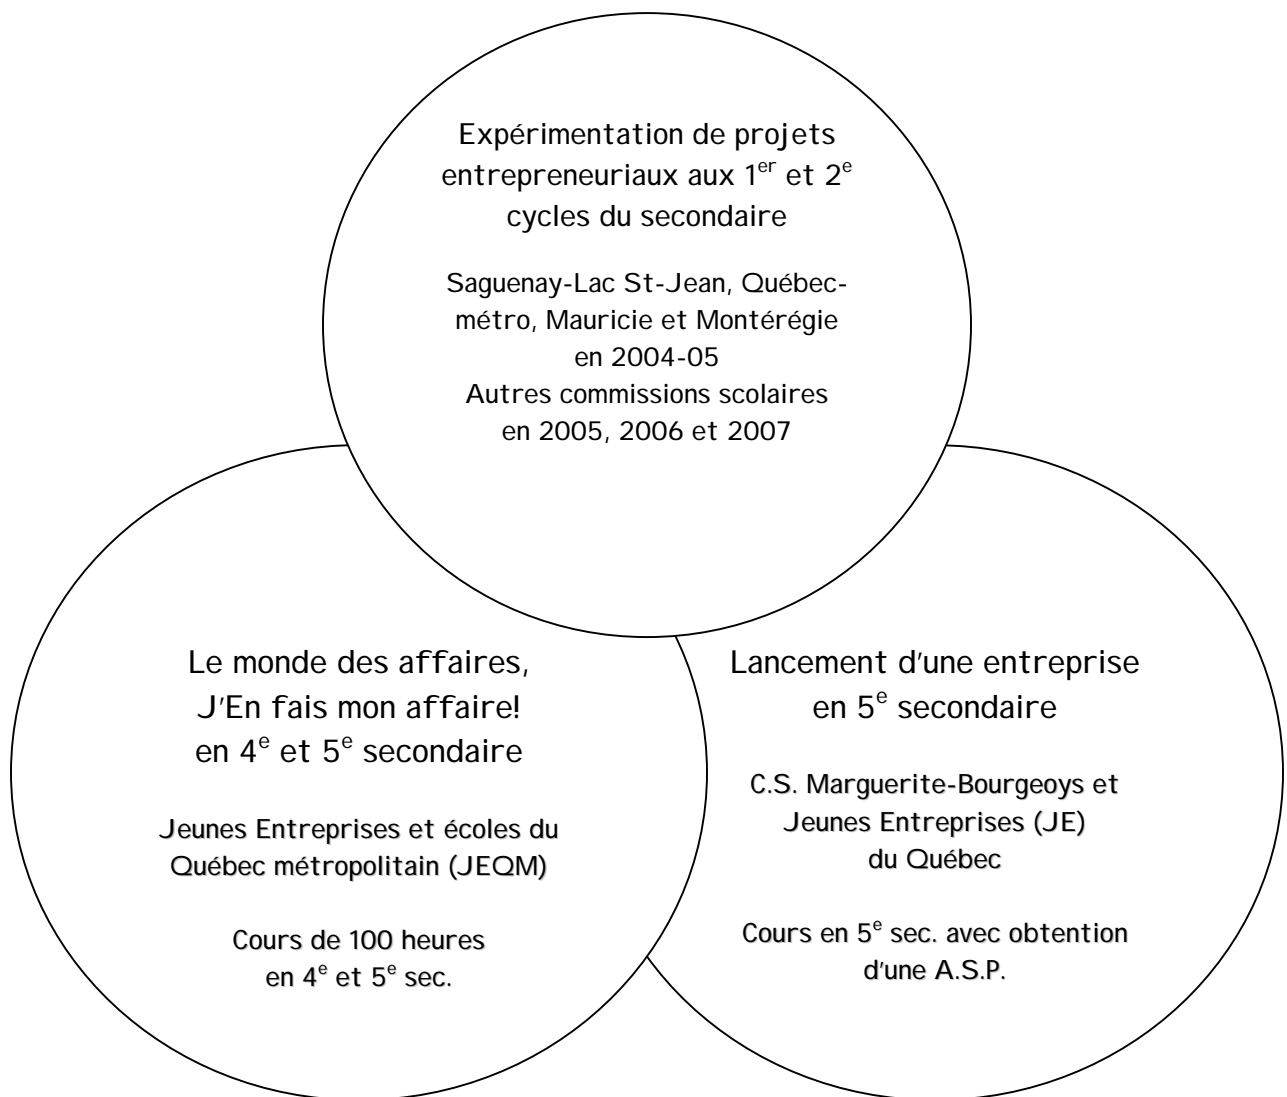 Expérimentation de projets
entrepreneuriaux aux 1er et 2e
cycles du secondaire
Saguenay-Lac St-Jean, Québec-
métro, Mauricie et Montérégie
en 2004-05
Autres commissions scolaires
en 2005, 2006 et 2007
Le monde des affaires,
J'En fais mon affaire!
en 4e et 5e secondaire
Jeunes Entreprises et écoles du
Québec métropolitain (JEQM)
Cours de 100 heures
en 4e et 5e sec.
Lancement d'une entreprise
en 5e secondaire
C.S. Marguerite-Bourgeoys et
Jeunes Entreprises (JE)
du Québec
Cours en 5e sec. avec obtention
d'une A.S.P.